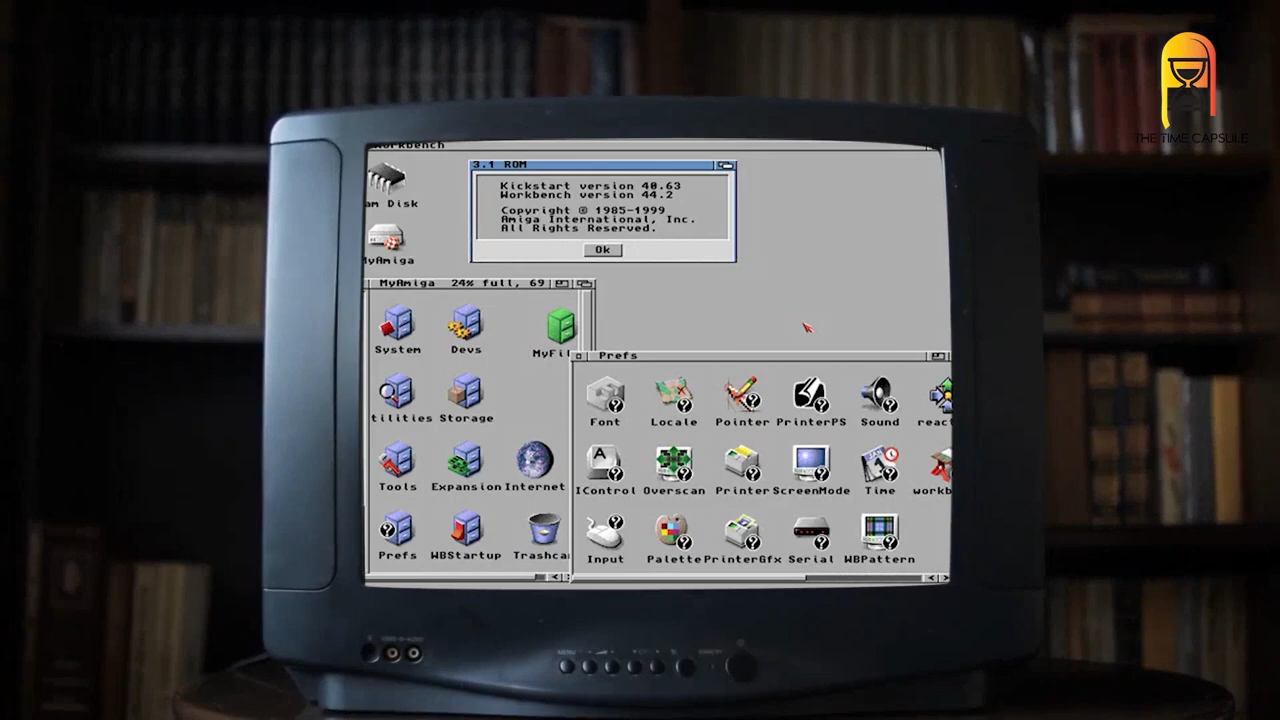 THE TIME CAPSULE
Workbench
3.1 ROM
Kickstart version 40.63
Workbench version 44.2
Copyright © 1985-1999
Amiga International, Inc.
All Rights Reserved.
Ok
am Disk
MyAmiga
MyAmiga 24% full, 69
System Devs MyFil
tilities Storage
Tools Expansion Internet
Prefs WBStartup Trashca
Prefs
Font Locale Pointer PrinterPS Sound reac
IControl Overscan Printer ScreenMode Time workb
Input Palette PrinterGfx Serial WBPattern
MENU